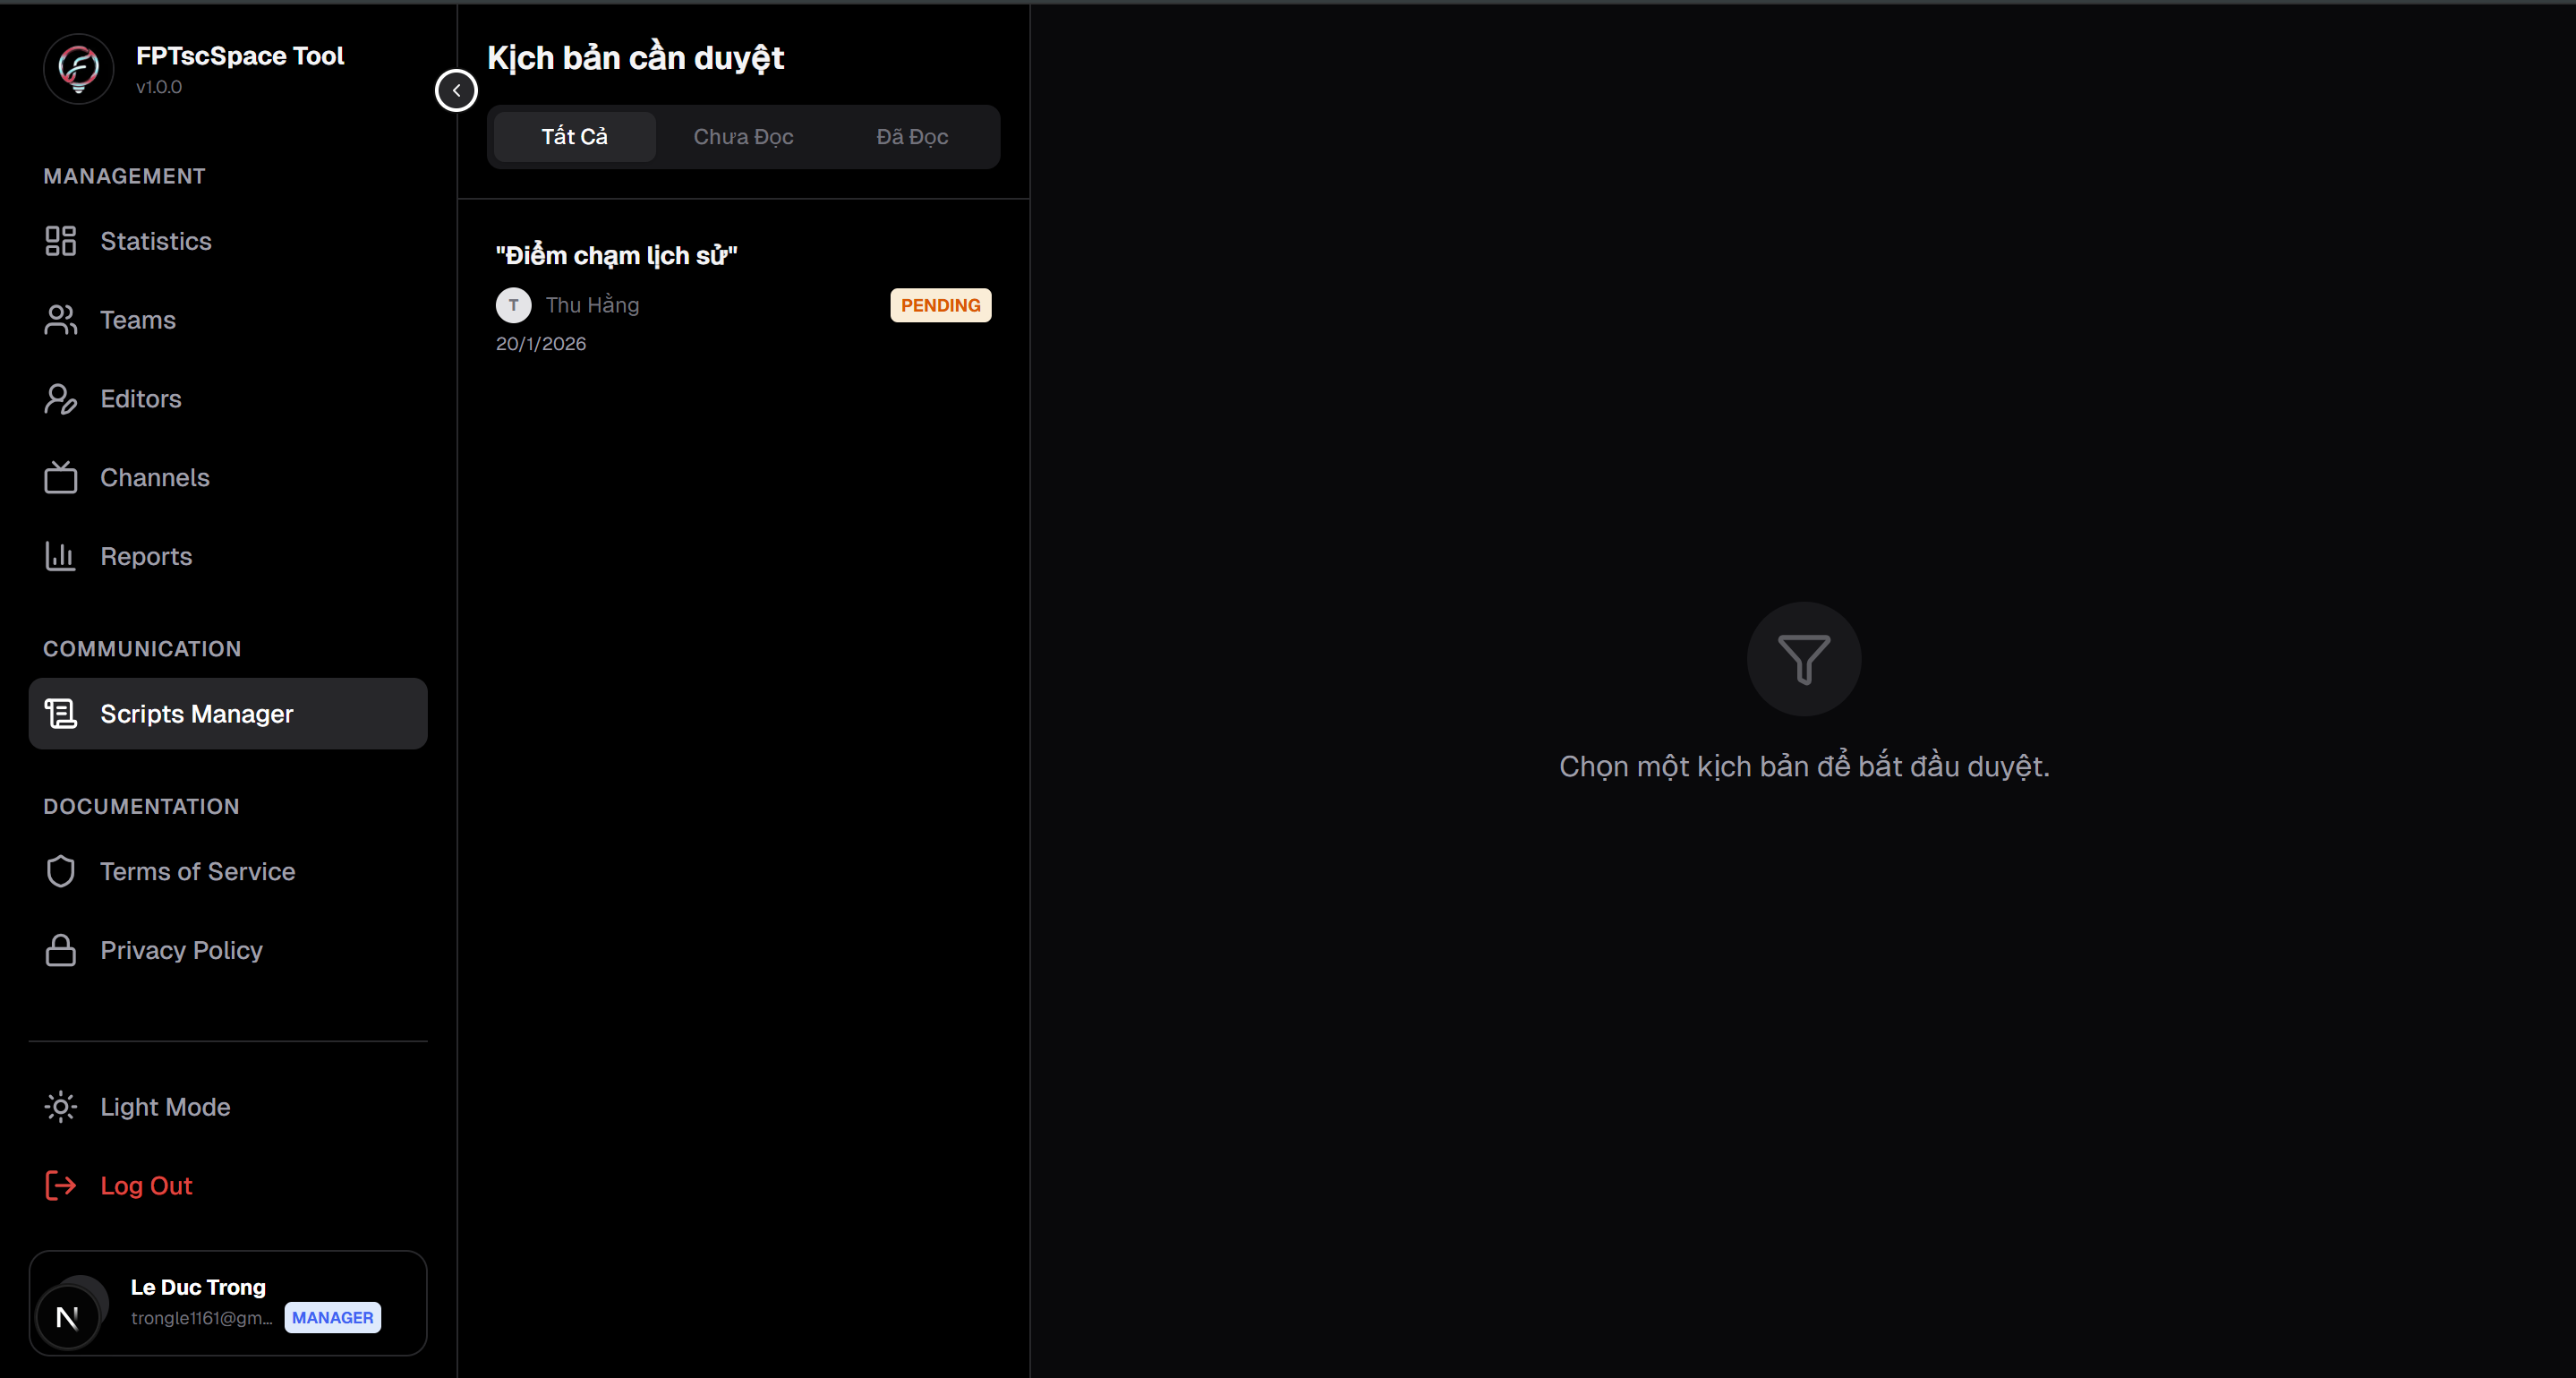 FPTscSpace Tool
v1.0.0
MANAGEMENT
Statistics
Teams
Editors
Channels
Reports
COMMUNICATION
Scripts Manager
DOCUMENTATION
Terms of Service
Privacy Policy
Light Mode
Log Out
N
Le Duc Trong
trongle1161@gm...
MANAGER
Kịch bản cần duyệt
Tất Cả
Chưa Đọc
Đã Đọc
"Điểm chạm lịch sử"
T
Thu Hằng
PENDING
20/1/2026
Chọn một kịch bản để bắt đầu duyệt.